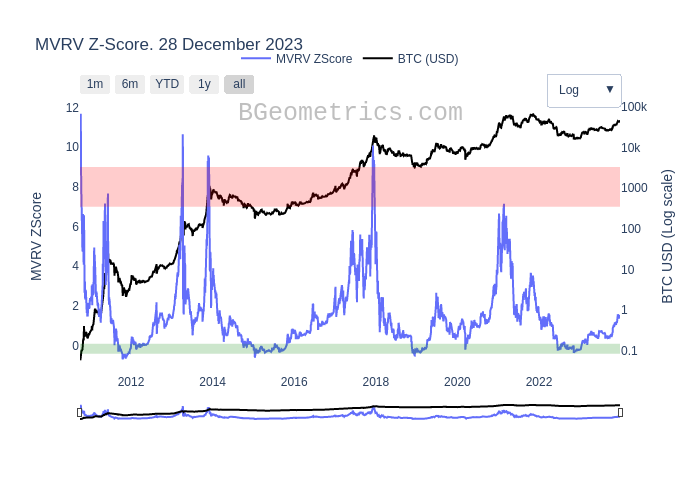 MVRV Z-Score. 28 December 2023
MVRV ZScore BTC (USD)
1m 6m YTD 1y all
Log ▼
BGeometrics.com
12
10
8
6
4
2
0
MVRV ZScore
100k
10k
1000
100
10
1
0.1
BTC USD (Log scale)
2012 2014 2016 2018 2020 2022